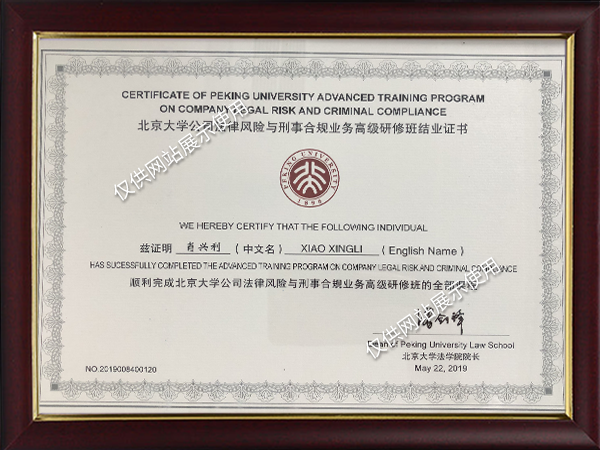 CERTIFICATE OF PEKING UNIVERSITY ADVANCED TRAINING PROGRAM
ON COMPANY LEGAL RISK AND CRIMINAL COMPLIANCE
北京大学公司法律风险与刑事合规业务高级研修班结业证书
仅供网站展示使用
PEKING UNIVERSITY
1898
WE HEREBY CERTIFY THAT THE FOLLOWING INDIVIDUAL
兹证明 肖兴利 (中文名) XIAO XINGLI (English Name)
HAS SUCESSFULLY COMPLETED THE ADVANCED TRAINING PROGRAM ON COMPANY LEGAL RISK AND CRIMINAL COMPLIANCE
顺利完成北京大学公司法律风险与刑事合规业务高级研修班的全部课程
仅供网站展示使用
Dean of Peking University Law School
北京大学法学院院长
May 22, 2019
NO.2019008400120